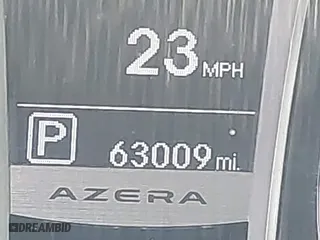 23 MPH
P 63009 mi.
AZERA
DREAMBID